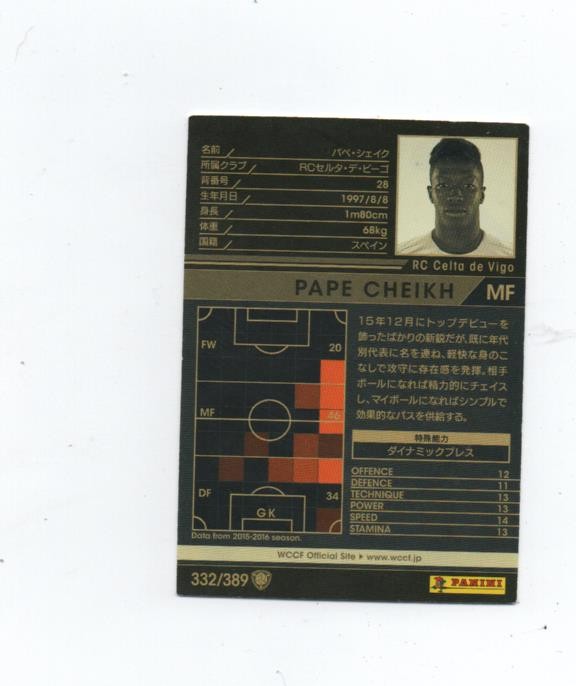 名前 パペ・シェイク
所属クラブ RCセルタ・デ・ビーゴ
背番号 28
生年月日 1997/8/8
身長 1m80cm
体重 68kg
国籍 スペイン
RC Celta de Vigo
PAPE CHEIKH MF
FW 20
MF 46
DF 34
GK
Data from 2015-2016 season.
15年12月にトップデビューを
飾ったばかりの新鋭だが、既に年代
別代表に名を連ね、軽快な身のこ
なしで攻守に存在感を発揮。相手
ボールになれば精力的にチェイス
し、マイボールになればシンプルで
効果的なパスを供給する。
特殊能力
ダイナミックプレス
OFFENCE 12
DEFENCE 11
TECHNIQUE 13
POWER 13
SPEED 14
STAMINA 13
WCCF Official Site ▶ www.wccf.jp
332/389
PANINI